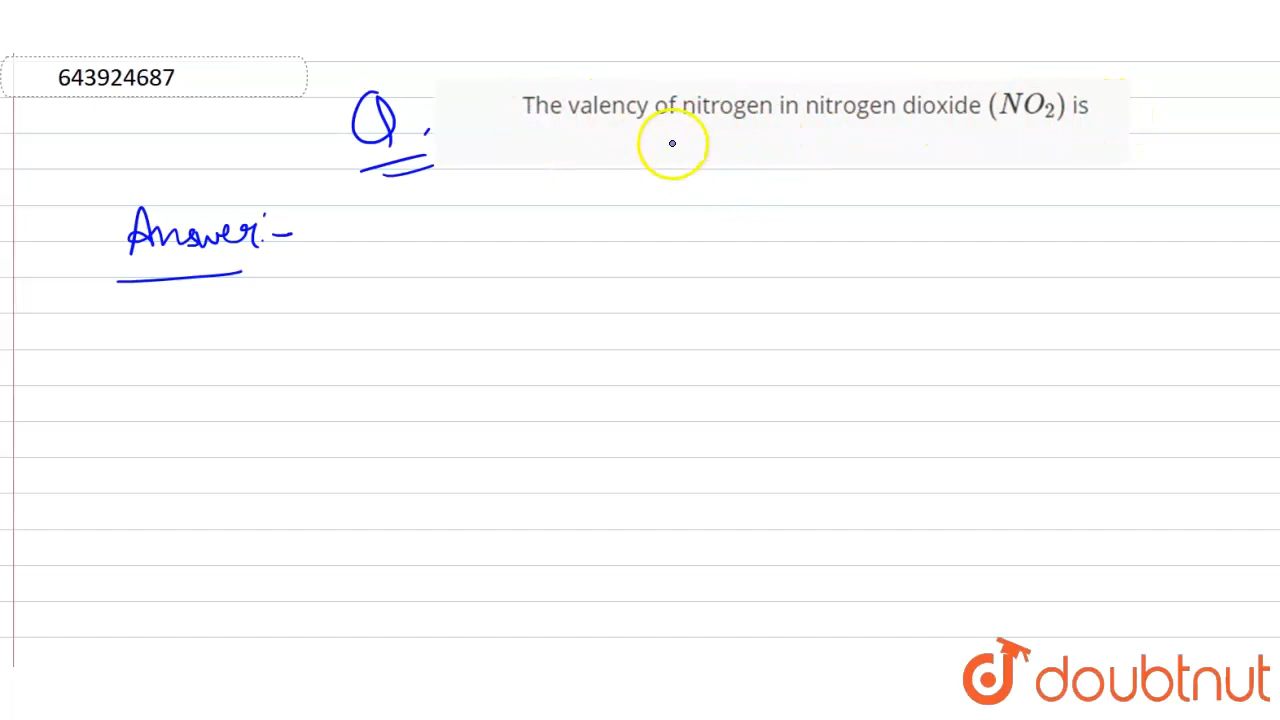 643924687
Q.
The valency of nitrogen in nitrogen dioxide (NO₂) is
Answer:-
doubtnut